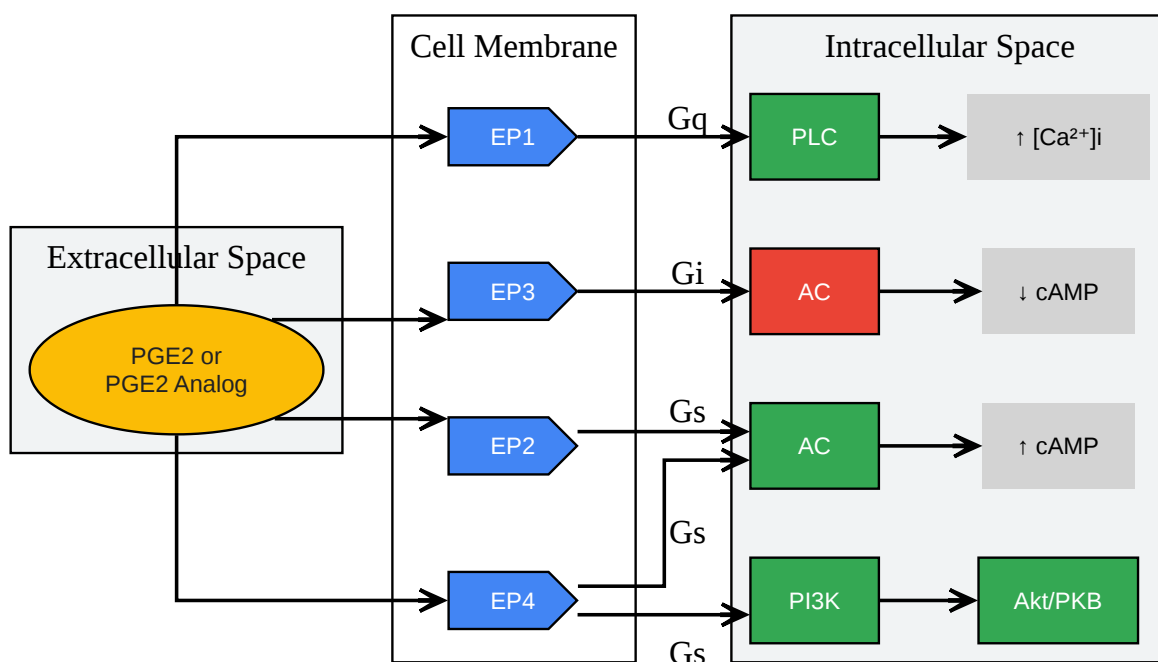 Cell Membrane
Intracellular Space
EP1
Gq
PLC
↑ [Ca²⁺]i
Extracellular Space
PGE2 or
PGE2 Analog
EP3
Gi
AC
↓ cAMP
EP2
Gs
AC
↑ cAMP
Gs
EP4
PI3K
Akt/PKB
Gs